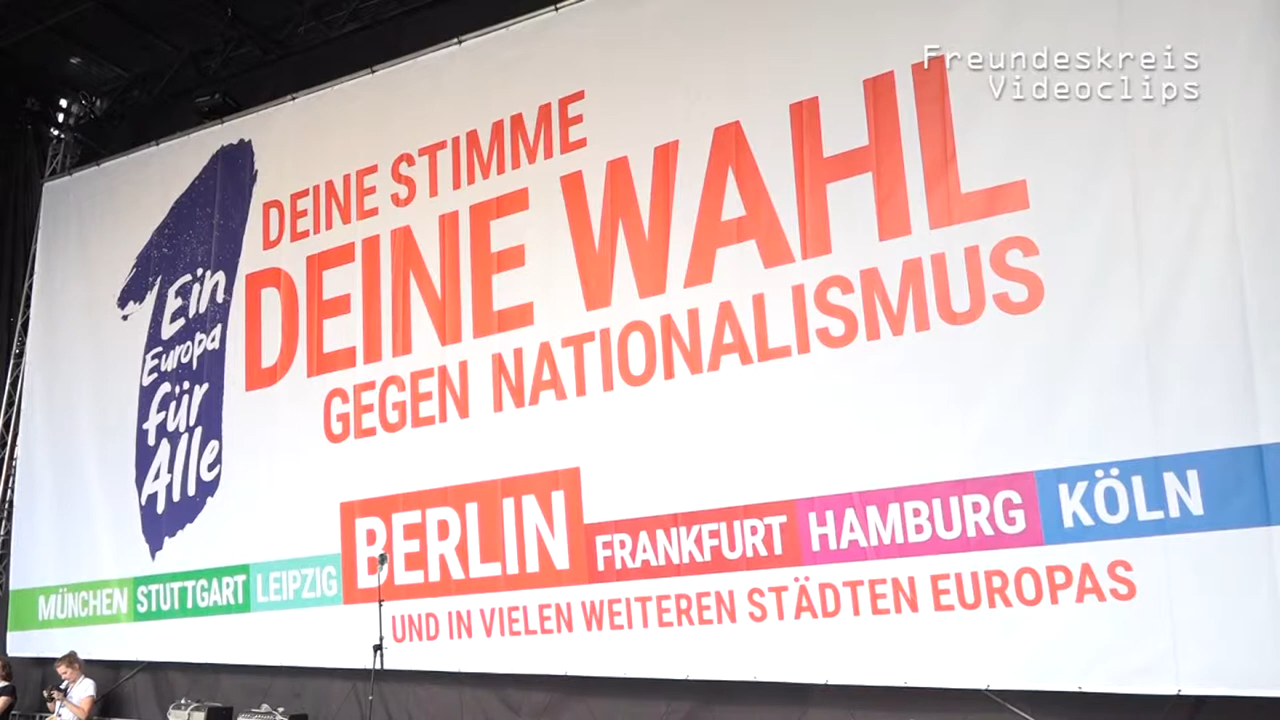 Freundeskreis
Videoclips
DEINE STIMME
DEINE WAHL
GEGEN NATIONALISMUS
1
Ein
Europa
für
Alle
MÜNCHEN STUTTGART LEIPZIG BERLIN FRANKFURT HAMBURG KÖLN
UND IN VIELEN WEITEREN STÄDTEN EUROPAS